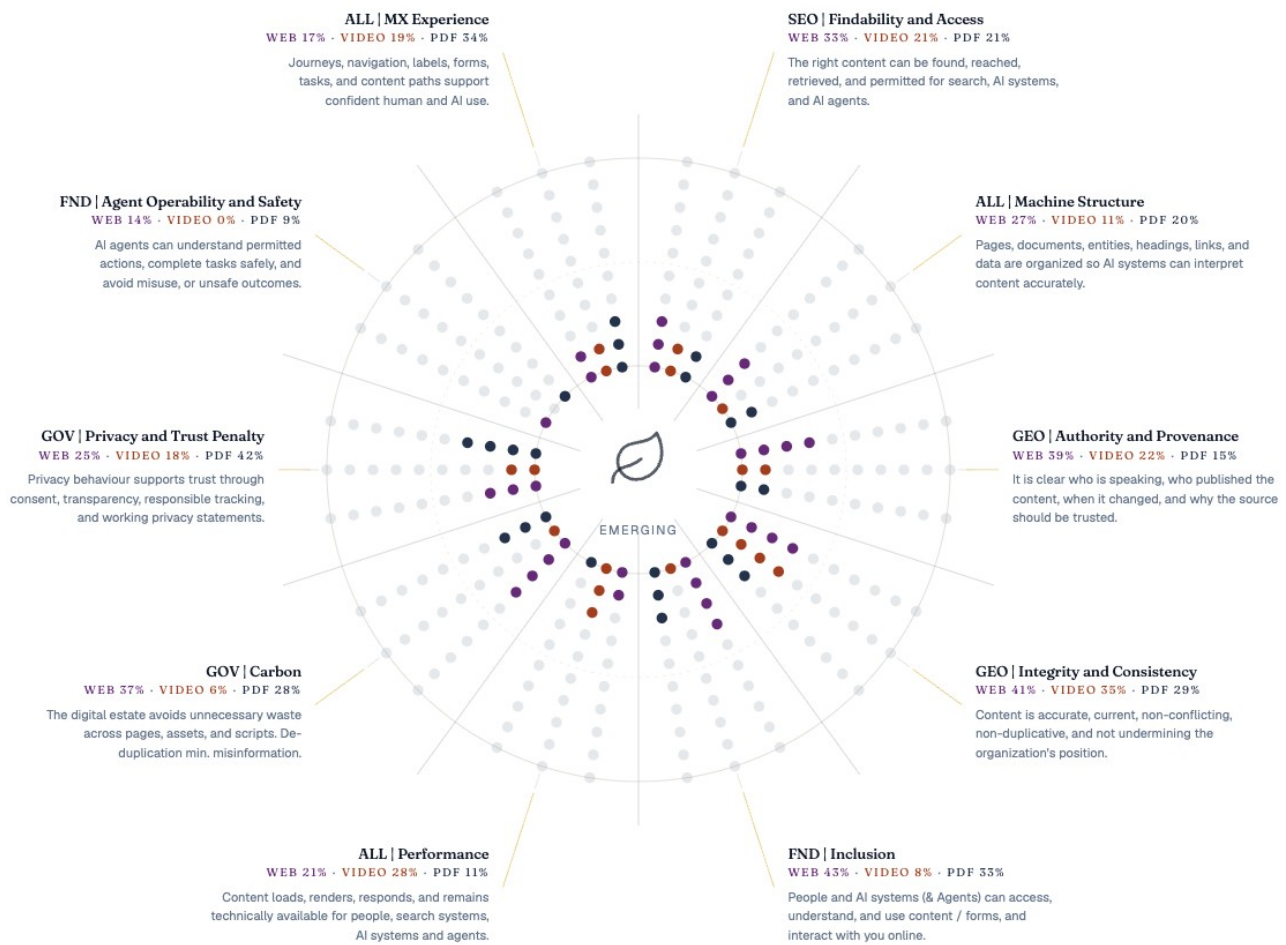 ALL | MX Experience
WEB 17% · VIDEO 19% · PDF 34%
Journeys, navigation, labels, forms,
tasks, and content paths support
confident human and AI use.
SEO | Findability and Access
WEB 33% · VIDEO 21% · PDF 21%
The right content can be found, reached,
retrieved, and permitted for search, AI systems,
and AI agents.
FND | Agent Operability and Safety
WEB 14% · VIDEO 0% · PDF 9%
AI agents can understand permitted
actions, complete tasks safely, and
avoid misuse, or unsafe outcomes.
ALL | Machine Structure
WEB 27% · VIDEO 11% · PDF 20%
Pages, documents, entities, headings, links, and
data are organized so AI systems can interpret
content accurately.
GOV | Privacy and Trust Penalty
WEB 25% · VIDEO 18% · PDF 42%
Privacy behaviour supports trust through
consent, transparency, responsible tracking,
and working privacy statements.
GEO | Authority and Provenance
WEB 39% · VIDEO 22% · PDF 15%
It is clear who is speaking, who published the
content, when it changed, and why the source
should be trusted.
EMERGING
GOV | Carbon
WEB 37% · VIDEO 6% · PDF 28%
The digital estate avoids unnecessary waste
across pages, assets, and scripts. De-
duplication min. misinformation.
GEO | Integrity and Consistency
WEB 41% · VIDEO 35% · PDF 29%
Content is accurate, current, non-conflicting,
non-duplicative, and not undermining the
organization's position.
ALL | Performance
WEB 21% · VIDEO 28% · PDF 11%
Content loads, renders, responds, and remains
technically available for people, search systems,
AI systems and agents.
FND | Inclusion
WEB 43% · VIDEO 8% · PDF 33%
People and AI systems (& Agents) can access,
understand, and use content / forms, and
interact with you online.